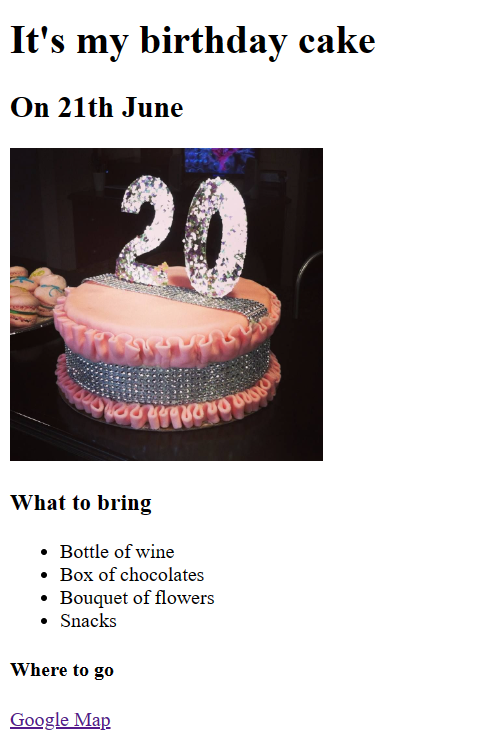 It's my birthday cake
On 21th June
20
What to bring
Bottle of wine
Box of chocolates
Bouquet of flowers
Snacks
Where to go
Google Map